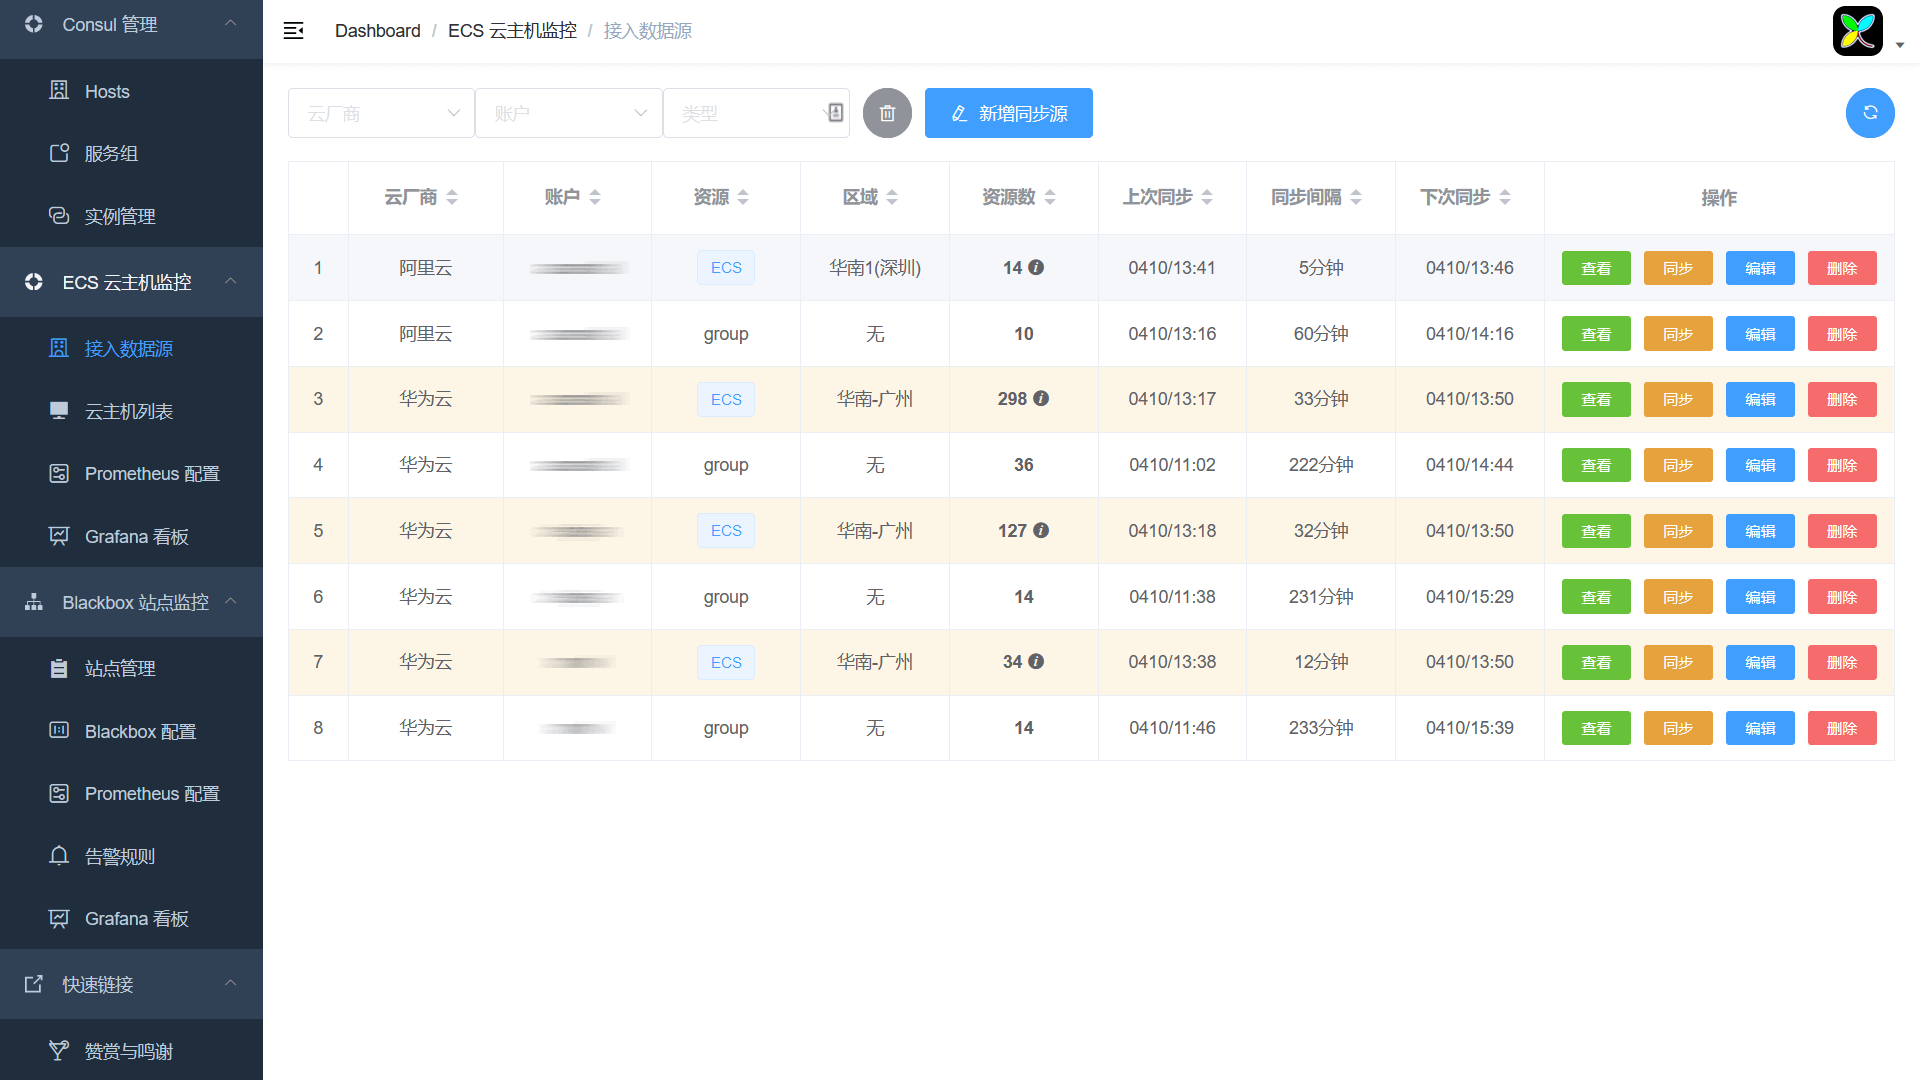 Consul 管理
Hosts
服务组
实例管理
ECS 云主机监控
接入数据源
云主机列表
Prometheus 配置
Grafana 看板
Blackbox 站点监控
站点管理
Blackbox 配置
Prometheus 配置
告警规则
Grafana 看板
快速链接
赞赏与鸣谢
Dashboard / ECS 云主机监控 / 接入数据源
云厂商 账户 类型 新增同步源
云厂商 账户 资源 区域 资源数 上次同步 同步间隔 下次同步 操作
1 阿里云 ECS 华南1(深圳) 14 0410/13:41 5分钟 0410/13:46 查看 同步 编辑 删除
2 阿里云 group 无 10 0410/13:16 60分钟 0410/14:16 查看 同步 编辑 删除
3 华为云 ECS 华南-广州 298 0410/13:17 33分钟 0410/13:50 查看 同步 编辑 删除
4 华为云 group 无 36 0410/11:02 222分钟 0410/14:44 查看 同步 编辑 删除
5 华为云 ECS 华南-广州 127 0410/13:18 32分钟 0410/13:50 查看 同步 编辑 删除
6 华为云 group 无 14 0410/11:38 231分钟 0410/15:29 查看 同步 编辑 删除
7 华为云 ECS 华南-广州 34 0410/13:38 12分钟 0410/13:50 查看 同步 编辑 删除
8 华为云 group 无 14 0410/11:46 233分钟 0410/15:39 查看 同步 编辑 删除